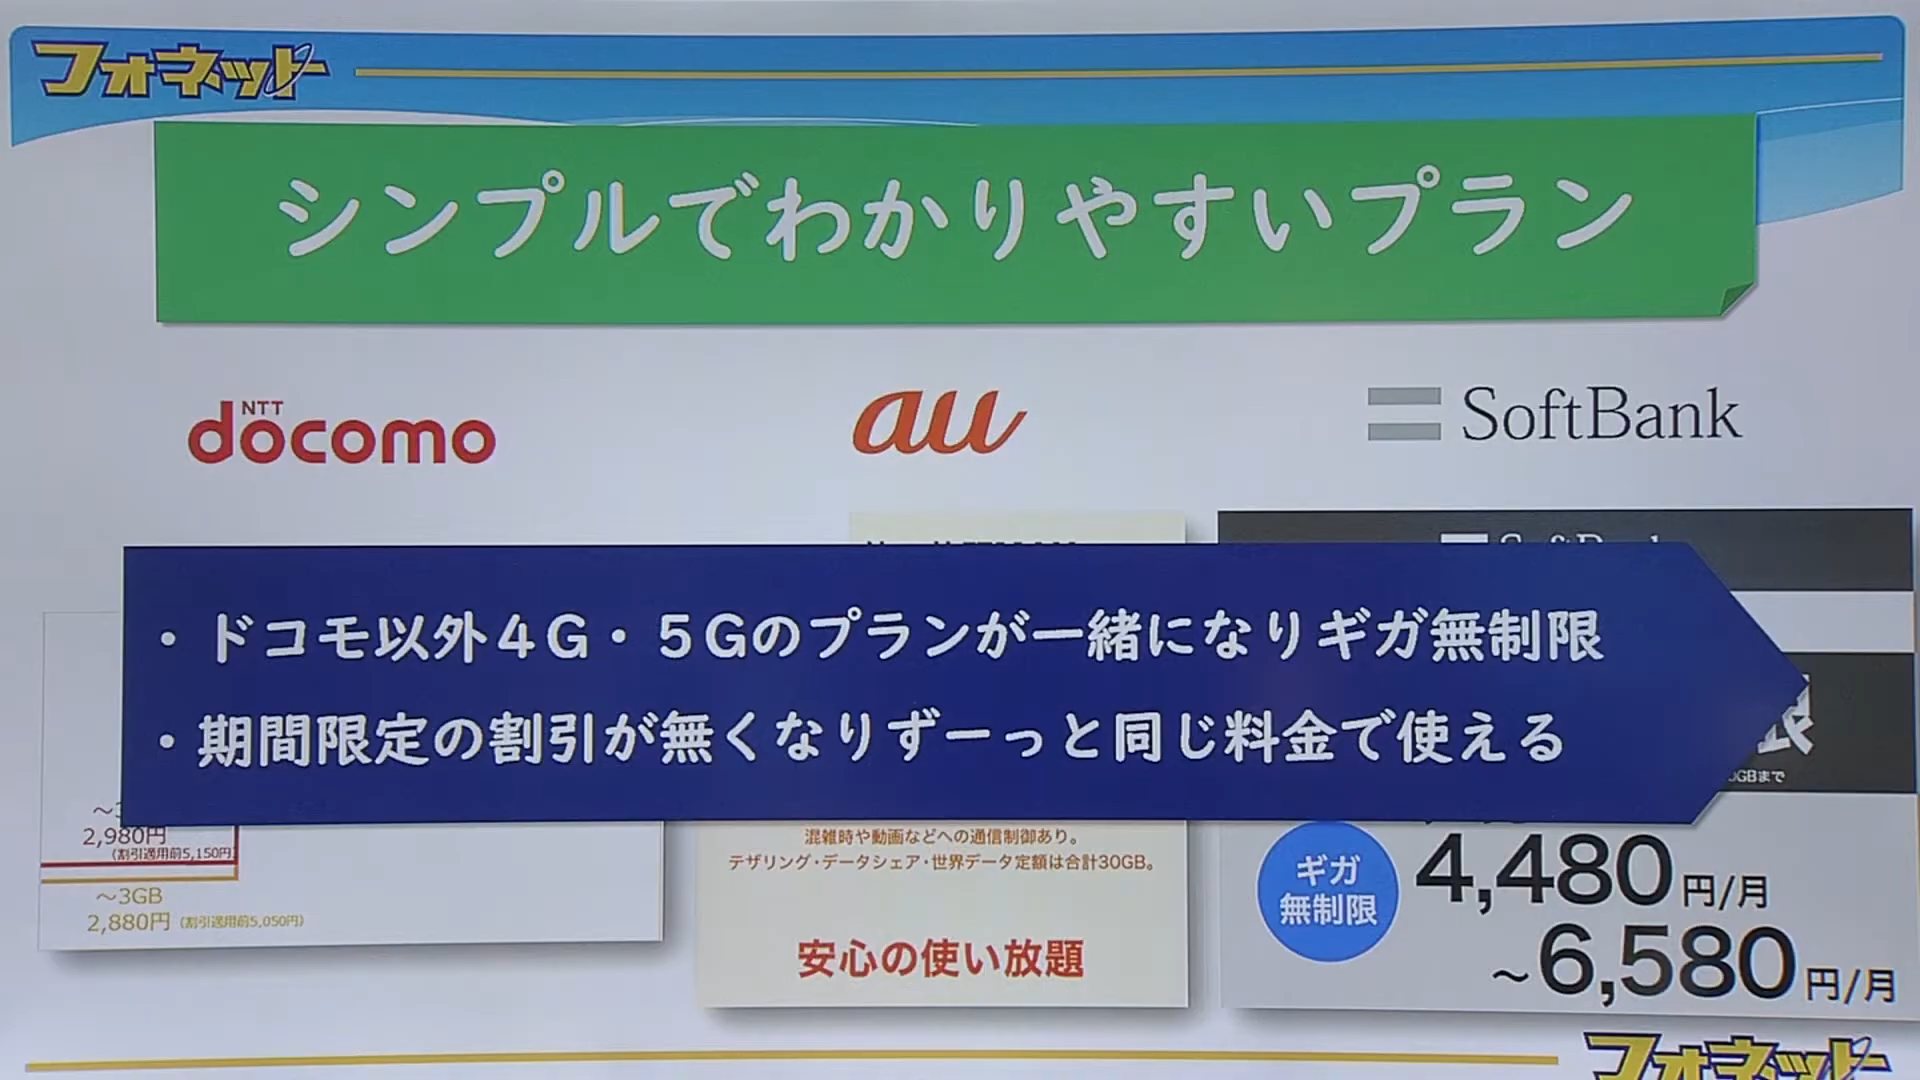 フォネット
シンプルでわかりやすいプラン
NTT
docomo
au
SoftBank
・ドコモ以外４G・５Gのプランが一緒になりギガ無制限
・期間限定の割引が無くなりずーっと同じ料金で使える
2,980円
(割引適用前5,150円)
～3GB
2,880円 (割引適用前5,050円)
混雑時や動画などへの通信制御あり。
テザリング・データシェア・世界データ定額は合計30GB。
安心の使い放題
限
GBまで
ギガ
無制限
4,480円/月
～6,580円/月
フォネット